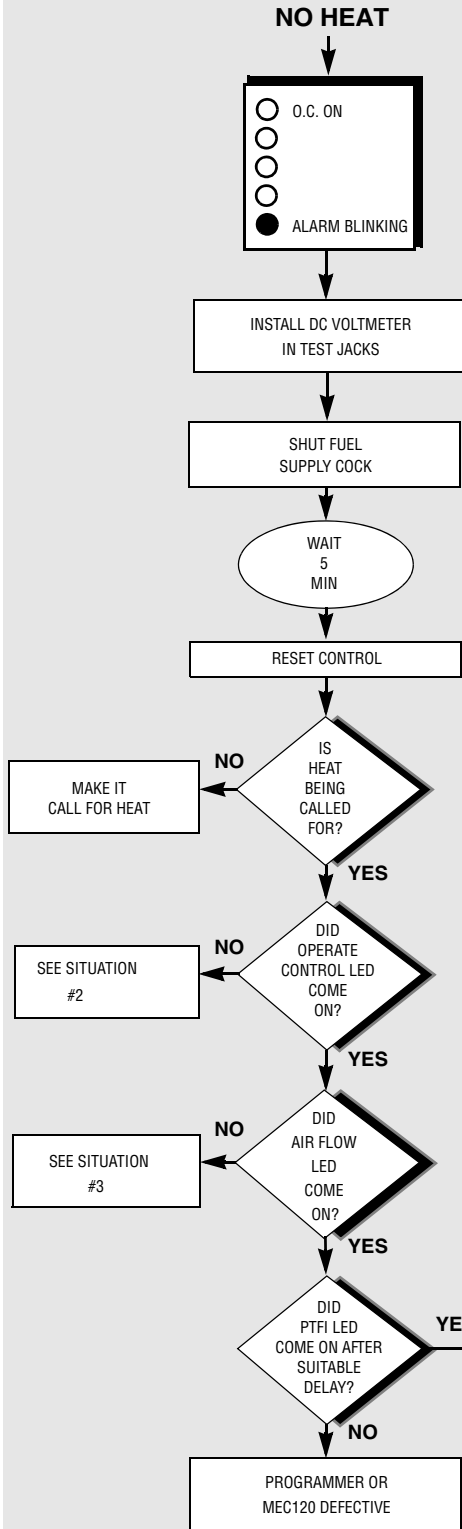 NO HEAT
O.C. ON
ALARM BLINKING
INSTALL DC VOLTMETER
IN TEST JACKS
SHUT FUEL
SUPPLY COCK
WAIT
5
MIN
RESET CONTROL
IS
HEAT
BEING
CALLED
FOR?
NO
MAKE IT
CALL FOR HEAT
YES
DID
OPERATE
CONTROL LED
COME
ON?
NO
SEE SITUATION
#2
YES
DID
AIR FLOW
LED
COME
ON?
NO
SEE SITUATION
#3
YES
DID
PTFI LED
COME ON AFTER
SUITABLE
DELAY?
YE
NO
PROGRAMMER OR
MEC120 DEFECTIVE